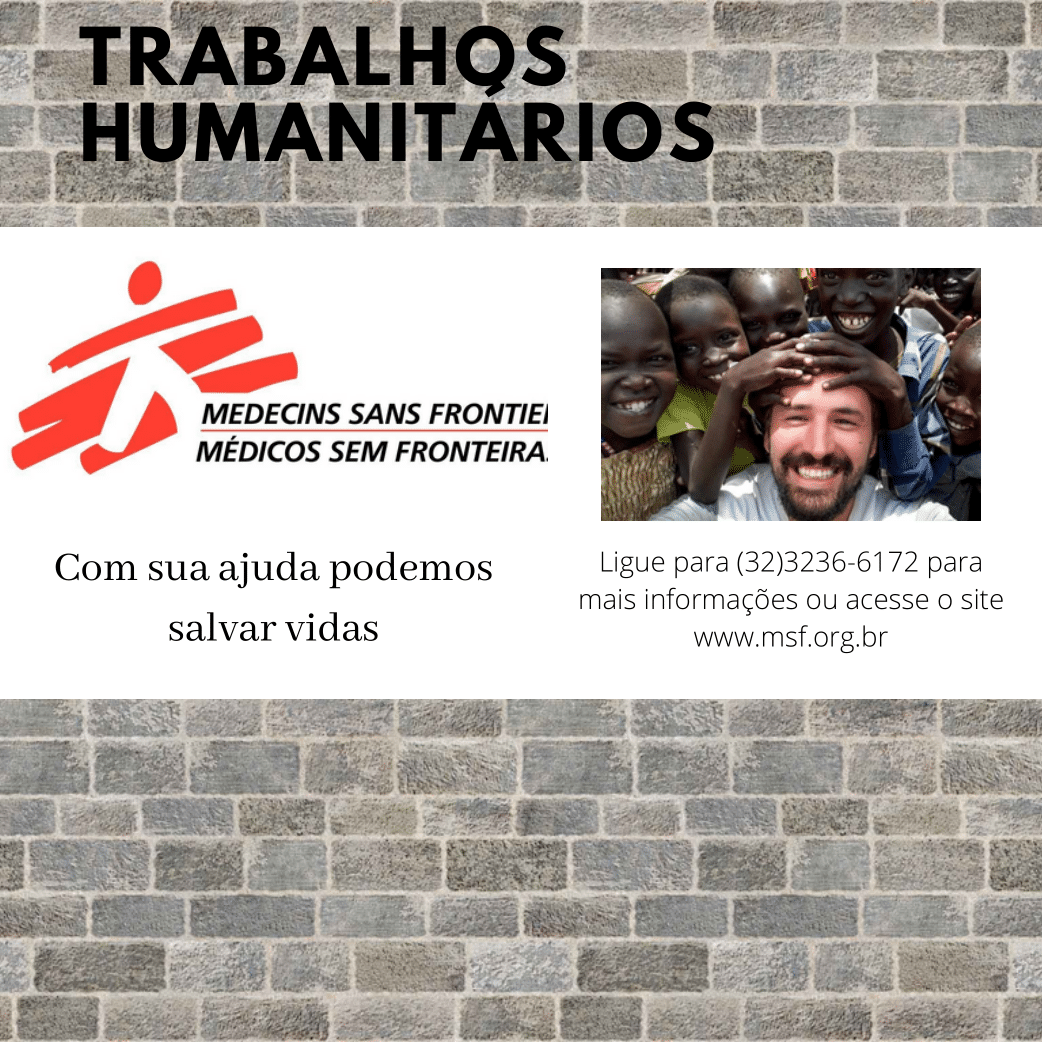 TRABALHOS
HUMANITÁRIOS
MEDECINS SANS FRONTIE
MÉDICOS SEM FRONTEIRA
Com sua ajuda podemos
salvar vidas
Ligue para (32)3236-6172 para
mais informações ou acesse o site
www.msf.org.br